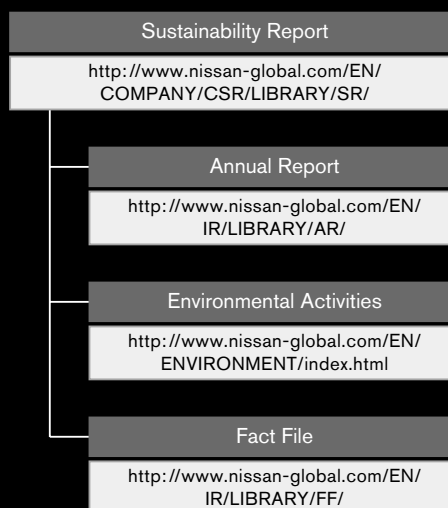 Sustainability Report
http://www.nissan-global.com/EN/
COMPANY/CSR/LIBRARY/SR/
Annual Report
http://www.nissan-global.com/EN/
IR/LIBRARY/AR/
Environmental Activities
http://www.nissan-global.com/EN/
ENVIRONMENT/index.html
Fact File
http://www.nissan-global.com/EN/
IR/LIBRARY/FF/